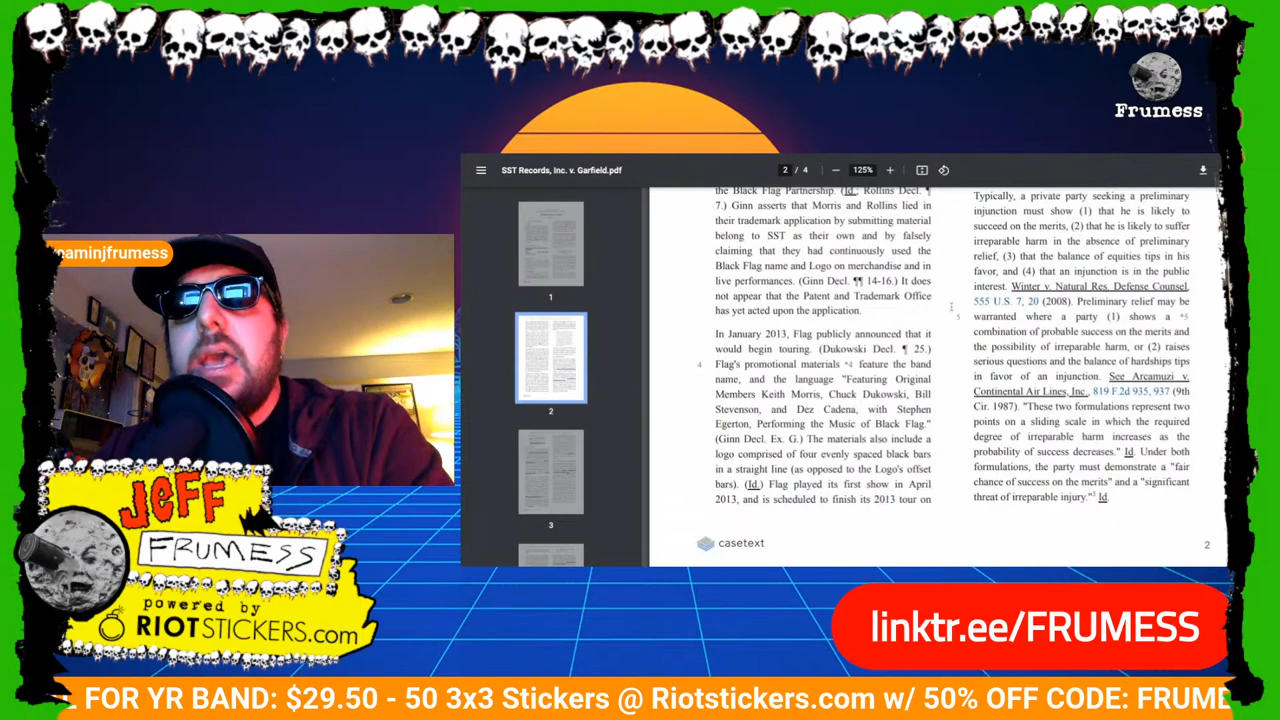 Frumess
SST Records, Inc. v. Garfield.pdf
2 / 4
125%
the Black Flag Partnership. (Id.; Rollins Decl. ¶
7.) Ginn asserts that Morris and Rollins lied in
their trademark application by submitting material
belong to SST as their own and by falsely
claiming that they had continuously used the
Black Flag name and Logo on merchandise and in
live performances. (Ginn Decl. ¶¶ 14-16.) It does
not appear that the Patent and Trademark Office
has yet acted upon the application.
In January 2013, Flag publicly announced that it
would begin touring. (Dukowski Decl. ¶ 25.)
4 Flag's promotional materials *4 feature the band
name, and the language "Featuring Original
Members Keith Morris, Chuck Dukowski, Bill
Stevenson, and Dez Cadena, with Stephen
Egerton, Performing the Music of Black Flag."
(Ginn Decl. Ex. G.) The materials also include a
logo comprised of four evenly spaced black bars
in a straight line (as opposed to the Logo's offset
bars). (Id.) Flag played its first show in April
2013, and is scheduled to finish its 2013 tour on
Typically, a private party seeking a preliminary
injunction must show (1) that he is likely to
succeed on the merits, (2) that he is likely to suffer
irreparable harm in the absence of preliminary
relief, (3) that the balance of equities tips in his
favor, and (4) that an injunction is in the public
interest. Winter v. Natural Res. Defense Counsel,
555 U.S. 7, 20 (2008). Preliminary relief may be
5 warranted where a party (1) shows a *5
combination of probable success on the merits and
the possibility of irreparable harm, or (2) raises
serious questions and the balance of hardships tips
in favor of an injunction. See Arcamuzi v.
Continental Air Lines, Inc., 819 F.2d 935, 937 (9th
Cir. 1987). "These two formulations represent two
points on a sliding scale in which the required
degree of irreparable harm increases as the
probability of success decreases." Id. Under both
formulations, the party must demonstrate a "fair
chance of success on the merits" and a "significant
threat of irreparable injury."3 Id.
casetext
2
1
2
3
aminjfrumess
JEFF
FRUMESS
powered by
RIOTSTICKERS.com
linktr.ee/FRUMESS
FOR YR BAND: $29.50 - 50 3x3 Stickers @ Riotstickers.com w/ 50% OFF CODE: FRUME